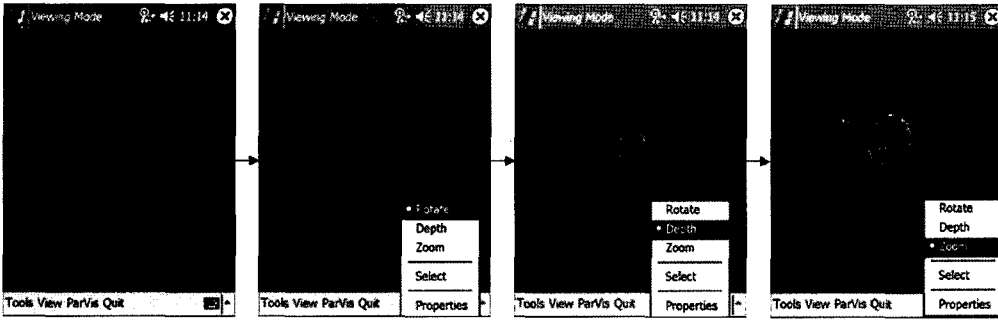 Viewing Mode 11:14
Tools View ParVis Quit
Viewing Mode 11:14
Rotate
Depth
Zoom
Select
Properties
Tools View ParVis Quit
Viewing Mode 11:14
Rotate
Depth
Zoom
Select
Properties
Tools View ParVis Quit
Viewing Mode 11:15
Rotate
Depth
Zoom
Select
Properties
Tools View ParVis Quit